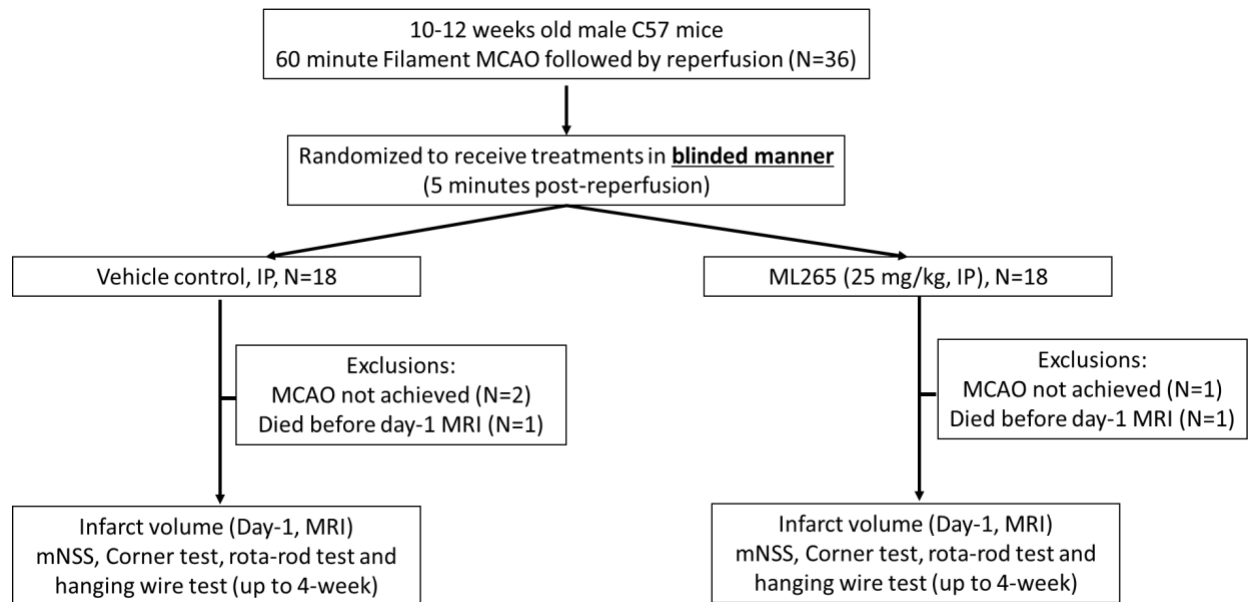 10-12 weeks old male C57 mice
60 minute Filament MCAO followed by reperfusion (N=36)
Randomized to receive treatments in blinded manner
(5 minutes post-reperfusion)
Vehicle control, IP, N=18
ML265 (25 mg/kg, IP), N=18
Exclusions:
MCAO not achieved (N=2)
Died before day-1 MRI (N=1)
Exclusions:
MCAO not achieved (N=1)
Died before day-1 MRI (N=1)
Infarct volume (Day-1, MRI)
mNSS, Corner test, rota-rod test and
hanging wire test (up to 4-week)
Infarct volume (Day-1, MRI)
mNSS, Corner test, rota-rod test and
hanging wire test (up to 4-week)